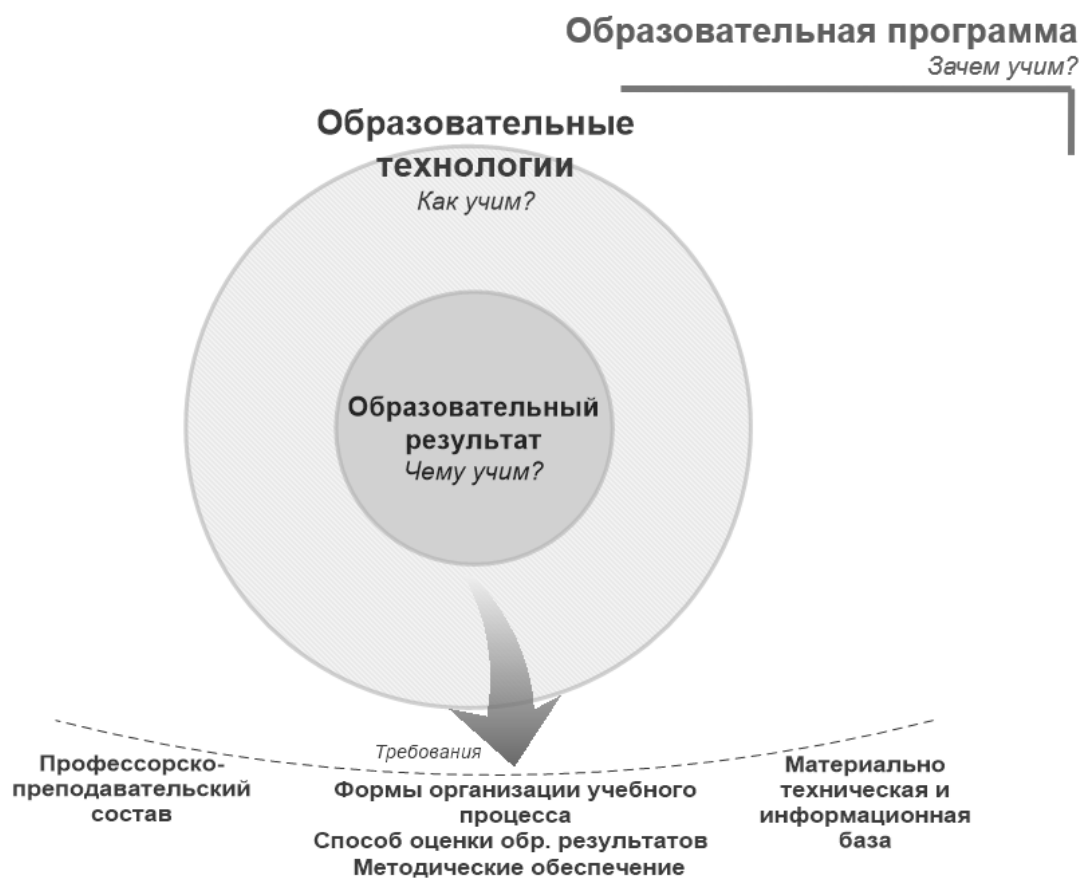 Образовательная программа
Зачем учим?
Образовательные
технологии
Как учим?
Образовательный
результат
Чему учим?
Требования
Профессорско-
преподавательский
состав
Формы организации учебного
процесса
Способ оценки обр. результатов
Методические обеспечение
Материально
техническая и
информационная
база